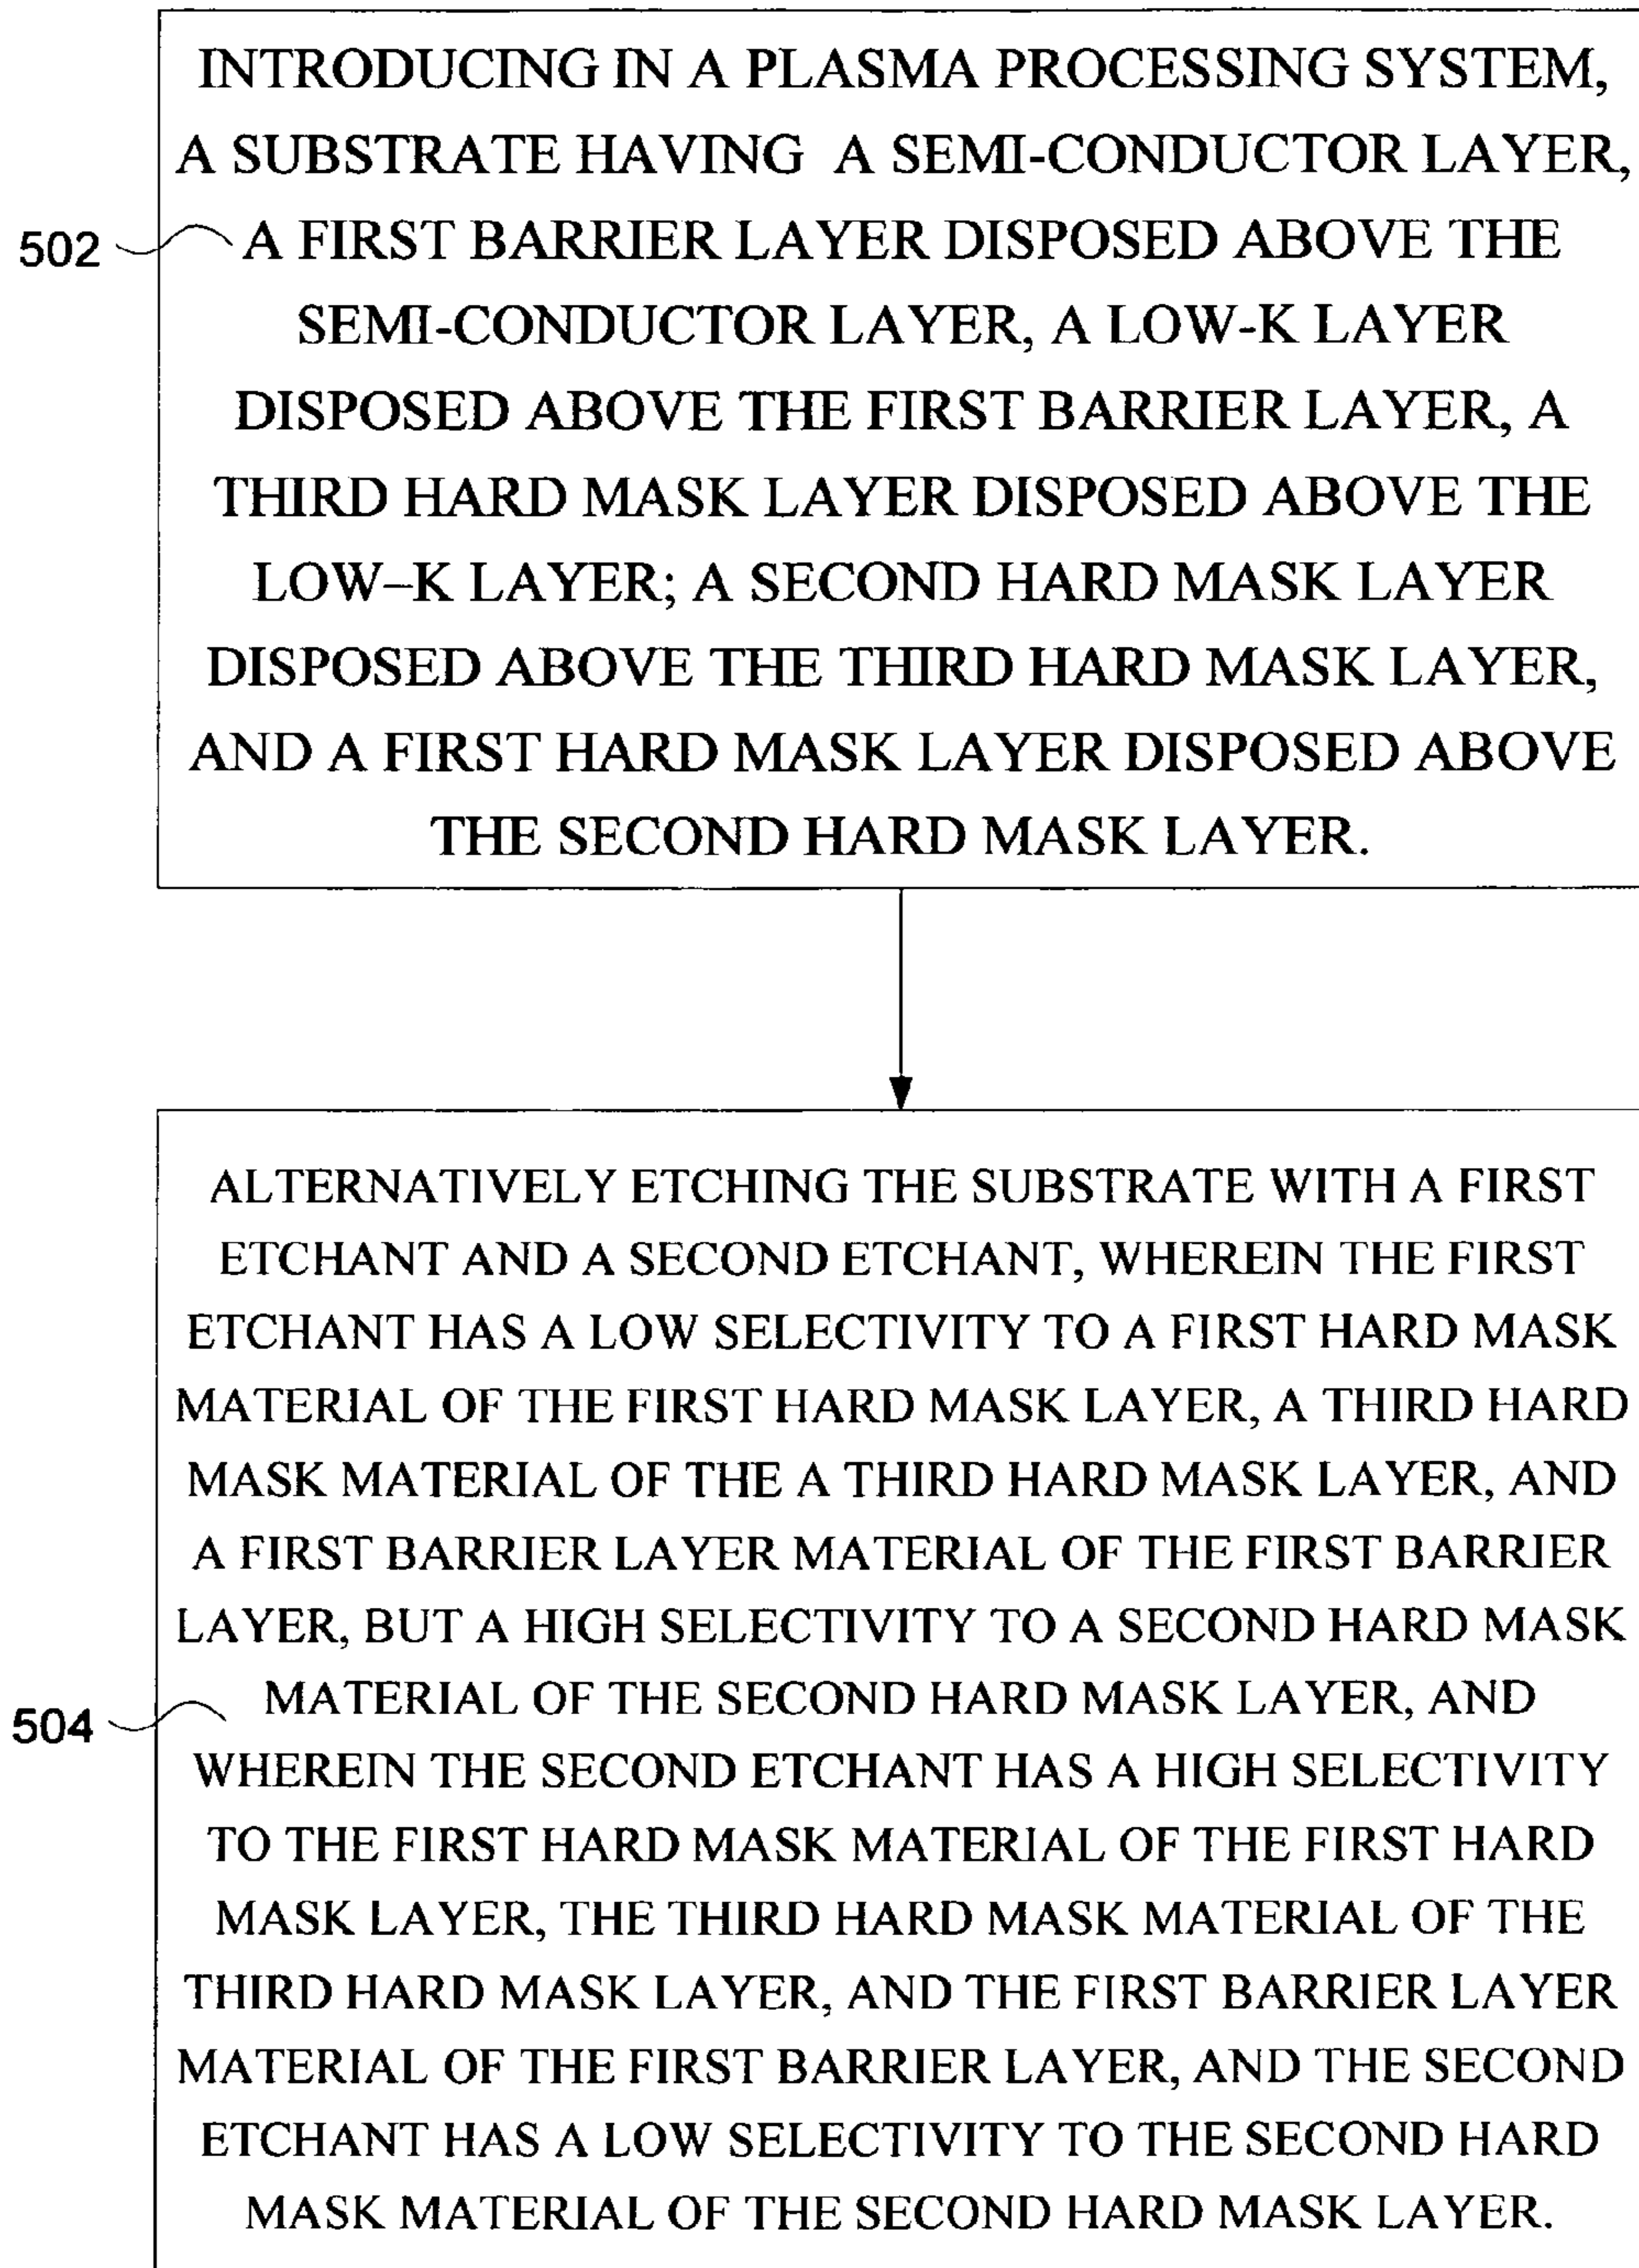 INTRODUCING IN A PLASMA PROCESSING SYSTEM,
A SUBSTRATE HAVING A SEMI-CONDUCTOR LAYER,
502
A FIRST BARRIER LAYER DISPOSED ABOVE THE
SEMI-CONDUCTOR LAYER, A LOW-K LAYER
DISPOSED ABOVE THE FIRST BARRIER LAYER, A
THIRD HARD MASK LAYER DISPOSED ABOVE THE
LOW–K LAYER; A SECOND HARD MASK LAYER
DISPOSED ABOVE THE THIRD HARD MASK LAYER,
AND A FIRST HARD MASK LAYER DISPOSED ABOVE
THE SECOND HARD MASK LAYER.
ALTERNATIVELY ETCHING THE SUBSTRATE WITH A FIRST
ETCHANT AND A SECOND ETCHANT, WHEREIN THE FIRST
ETCHANT HAS A LOW SELECTIVITY TO A FIRST HARD MASK
MATERIAL OF THE FIRST HARD MASK LAYER, A THIRD HARD
MASK MATERIAL OF THE A THIRD HARD MASK LAYER, AND
A FIRST BARRIER LAYER MATERIAL OF THE FIRST BARRIER
LAYER, BUT A HIGH SELECTIVITY TO A SECOND HARD MASK
MATERIAL OF THE SECOND HARD MASK LAYER, AND
504
WHEREIN THE SECOND ETCHANT HAS A HIGH SELECTIVITY
TO THE FIRST HARD MASK MATERIAL OF THE FIRST HARD
MASK LAYER, THE THIRD HARD MASK MATERIAL OF THE
THIRD HARD MASK LAYER, AND THE FIRST BARRIER LAYER
MATERIAL OF THE FIRST BARRIER LAYER, AND THE SECOND
ETCHANT HAS A LOW SELECTIVITY TO THE SECOND HARD
MASK MATERIAL OF THE SECOND HARD MASK LAYER.